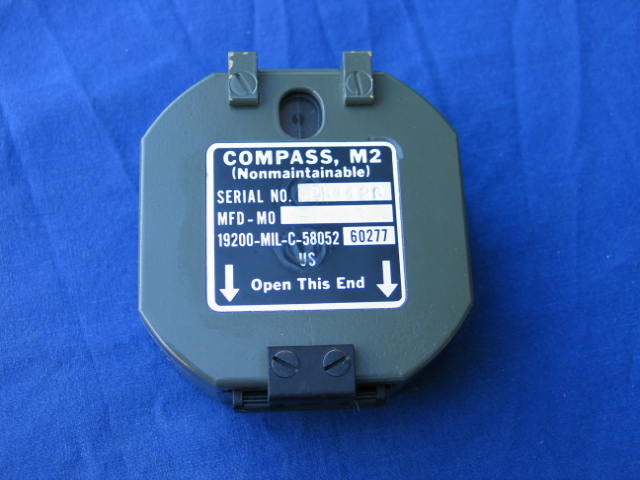 COMPASS, M2
(Nonmaintainable)
SERIAL NO.
MFD-MO
19200-MIL-C-58052 60277
US
Open This End